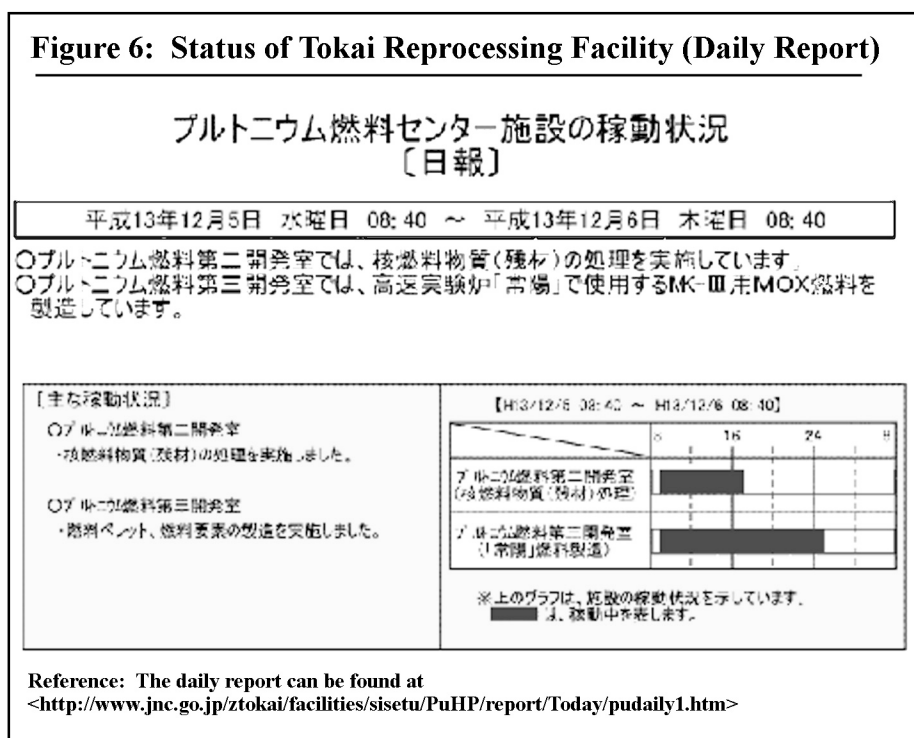 Figure 6: Status of Tokai Reprocessing Facility (Daily Report)
プルトニウム燃料センター施設の稼動状況
〔日報〕
平成13年12月5日 水曜日 08:40 ～ 平成13年12月6日 木曜日 08:40
○プルトニウム燃料第二開発室では、核燃料物質(残材)の処理を実施しています。
○プルトニウム燃料第三開発室では、高速実験炉「常陽」で使用するMK-Ⅲ用MOX燃料を
製造しています。
[主な稼動状況]
○プルトニウム燃料第二開発室
・核燃料物質(残材)の処理を実施しました。
○プルトニウム燃料第三開発室
・燃料ペレット、燃料要素の製造を実施しました。
【H13/12/5 08:40 ～ H13/12/6 08:40】
8 16 24 8
プルトニウム燃料第二開発室
(核燃料物質(残材)処理)
プルトニウム燃料第三開発室
(「常陽」燃料製造)
※上のグラフは、施設の稼動状況を示しています。
は、稼動中を表します。
Reference: The daily report can be found at
<http://www.jnc.go.jp/ztokai/facilities/sisetu/PuHP/report/Today/pudaily1.htm>